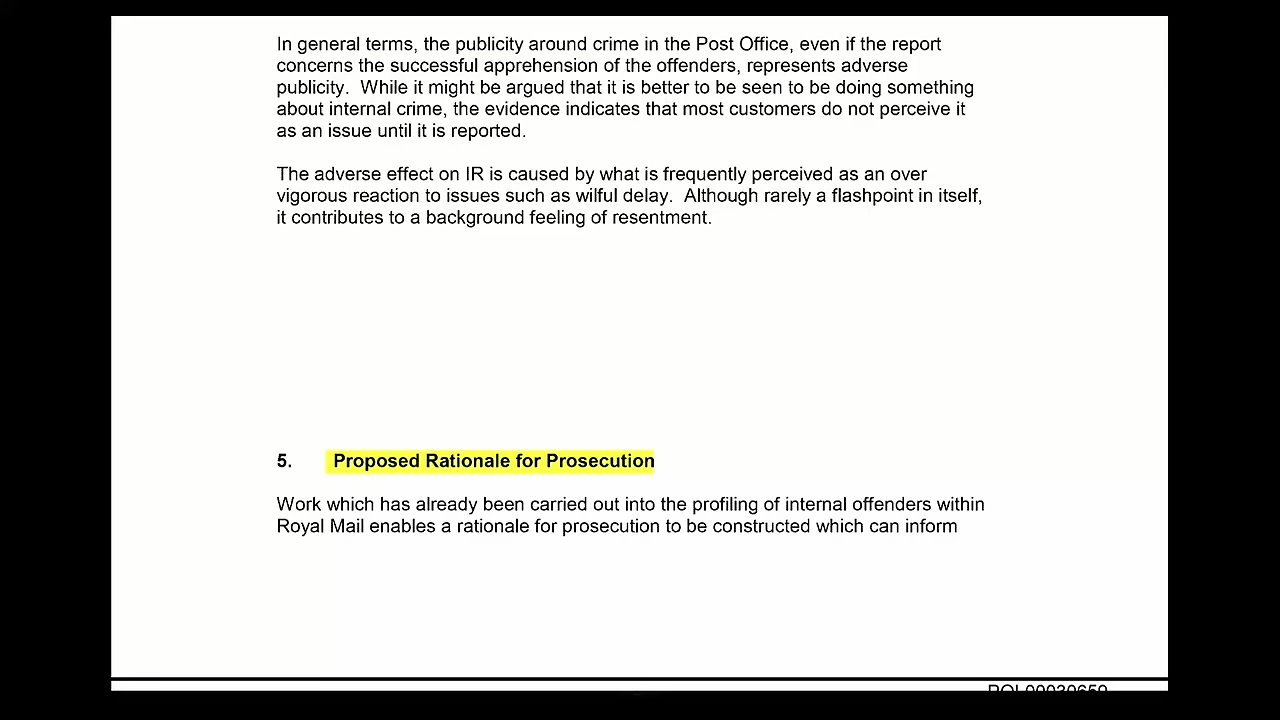 In general terms, the publicity around crime in the Post Office, even if the report
concerns the successful apprehension of the offenders, represents adverse
publicity.  While it might be argued that it is better to be seen to be doing something
about internal crime, the evidence indicates that most customers do not perceive it
as an issue until it is reported.
The adverse effect on IR is caused by what is frequently perceived as an over
vigorous reaction to issues such as wilful delay.  Although rarely a flashpoint in itself,
it contributes to a background feeling of resentment.
5. Proposed Rationale for Prosecution
Work which has already been carried out into the profiling of internal offenders within
Royal Mail enables a rationale for prosecution to be constructed which can inform